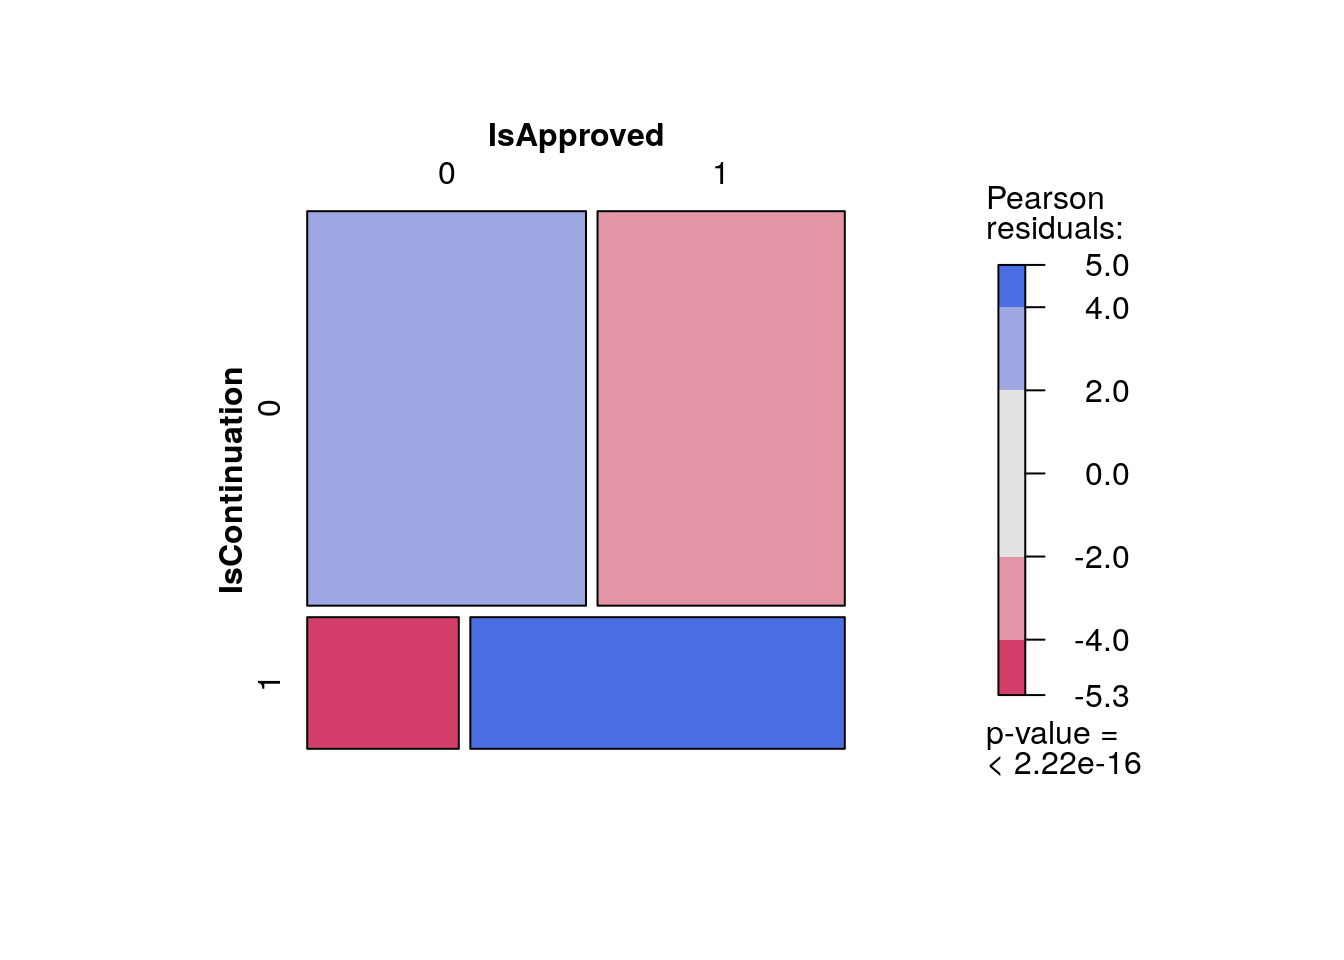 IsApproved
0 1
IsContinuation
0
1
Pearson
residuals:
5.0
4.0
2.0
0.0
-2.0
-4.0
-5.3
p-value =
< 2.22e-16